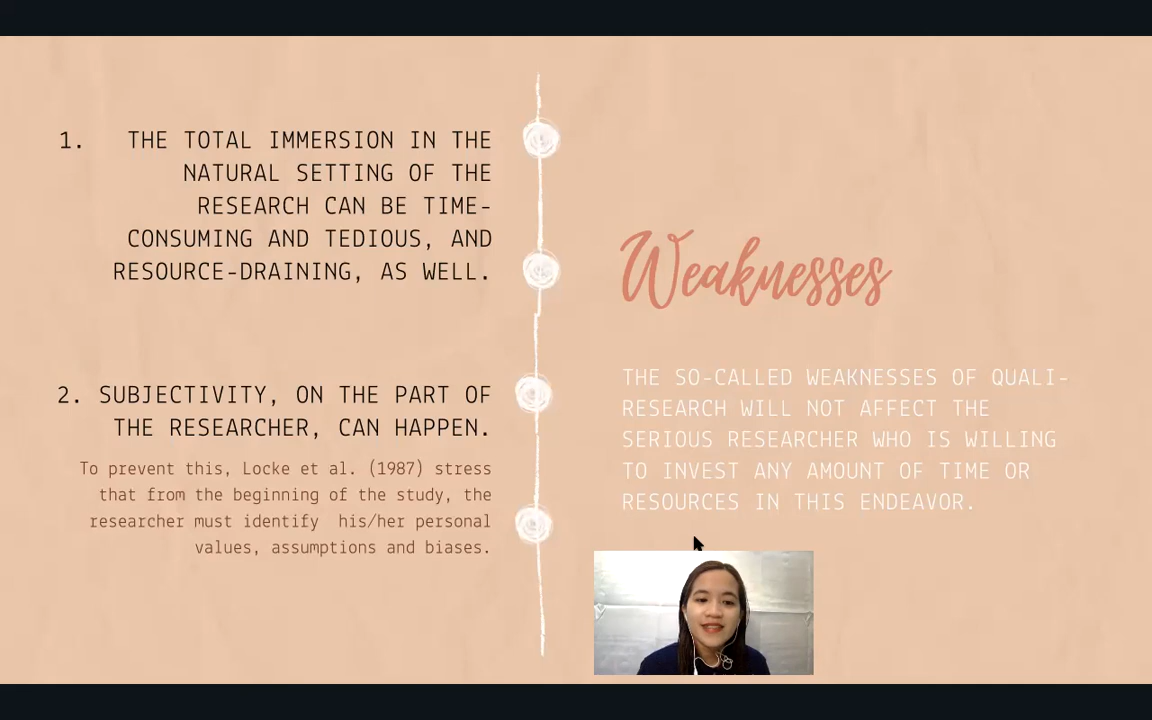 1. THE TOTAL IMMERSION IN THE
NATURAL SETTING OF THE
RESEARCH CAN BE TIME-
CONSUMING AND TEDIOUS, AND
RESOURCE-DRAINING, AS WELL.
2. SUBJECTIVITY, ON THE PART OF
THE RESEARCHER, CAN HAPPEN.
To prevent this, Locke et al. (1987) stress
that from the beginning of the study, the
researcher must identify his/her personal
values, assumptions and biases.
Weaknesses
THE SO-CALLED WEAKNESSES OF QUALI-
RESEARCH WILL NOT AFFECT THE
SERIOUS RESEARCHER WHO IS WILLING
TO INVEST ANY AMOUNT OF TIME OR
RESOURCES IN THIS ENDEAVOR.